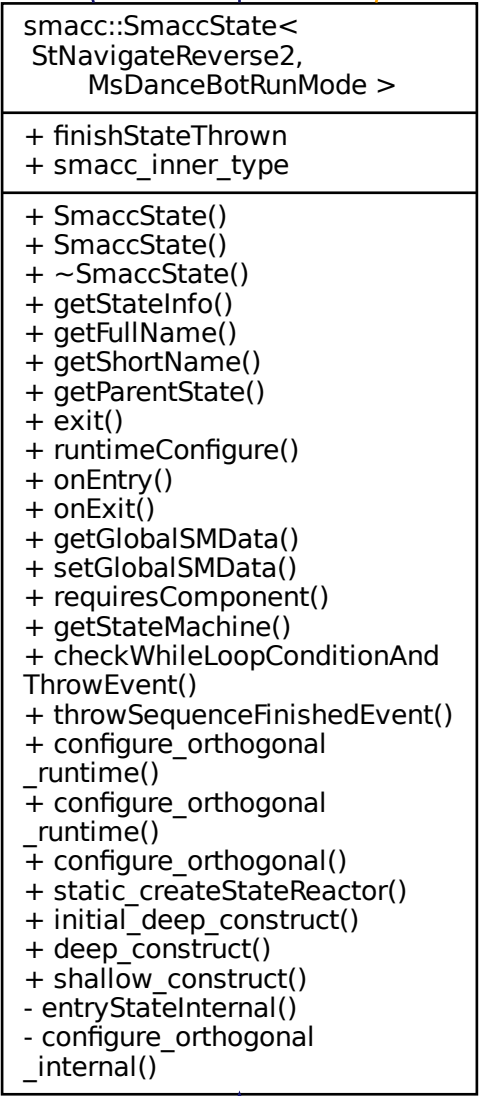 smacc::SmaccState<
StNavigateReverse2,
MsDanceBotRunMode >
+ finishStateThrown
+ smacc_inner_type
+ SmaccState()
+ SmaccState()
+ ~SmaccState()
+ getStateInfo()
+ getFullName()
+ getShortName()
+ getParentState()
+ exit()
+ runtimeConfigure()
+ onEntry()
+ onExit()
+ getGlobalSMData()
+ setGlobalSMData()
+ requiresComponent()
+ getStateMachine()
+ checkWhileLoopConditionAnd
ThrowEvent()
+ throwSequenceFinishedEvent()
+ configure_orthogonal
_runtime()
+ configure_orthogonal
_runtime()
+ configure_orthogonal()
+ static_createStateReactor()
+ initial_deep_construct()
+ deep_construct()
+ shallow_construct()
- entryStateInternal()
- configure_orthogonal
_internal()